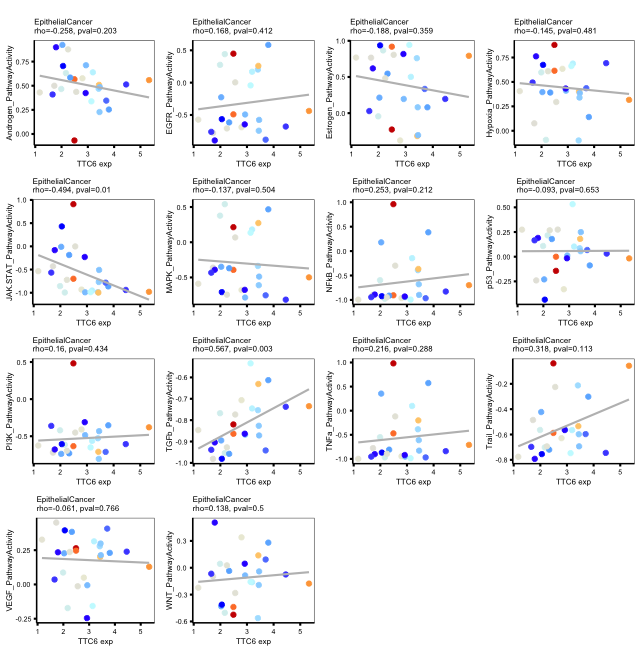 EpithelialCancer
rho=-0.258, pval=0.203
Androgen_PathwayActivity
0.75
0.50
0.25
0.00
1 2 3 4 5
TTC6 exp
EpithelialCancer
rho=0.168, pval=0.412
EGFR_PathwayActivity
0.5
0.0
-0.5
1 2 3 4 5
TTC6 exp
EpithelialCancer
rho=-0.188, pval=0.359
Estrogen_PathwayActivity
1.0
0.5
0.0
1 2 3 4 5
TTC6 exp
EpithelialCancer
rho=-0.145, pval=0.481
Hypoxia_PathwayActivity
0.75
0.50
0.25
0.00
1 2 3 4 5
TTC6 exp
EpithelialCancer
rho=-0.494, pval=0.01
JAK.STAT_PathwayActivity
1.0
0.5
0.0
-0.5
-1.0
1 2 3 4 5
TTC6 exp
EpithelialCancer
rho=-0.137, pval=0.504
MAPK_PathwayActivity
0.5
0.0
-0.5
1 2 3 4 5
TTC6 exp
EpithelialCancer
rho=0.253, pval=0.212
NFkB_PathwayActivity
1.0
0.5
0.0
-0.5
-1.0
1 2 3 4 5
TTC6 exp
EpithelialCancer
rho=-0.093, pval=0.653
p53_PathwayActivity
0.50
0.25
0.00
-0.25
1 2 3 4 5
TTC6 exp
EpithelialCancer
rho=0.16, pval=0.434
PI3K_PathwayActivity
0.5
0.0
-0.5
1 2 3 4 5
TTC6 exp
EpithelialCancer
rho=0.567, pval=0.003
TGFb_PathwayActivity
-0.6
-0.7
-0.8
-0.9
-1.0
1 2 3 4 5
TTC6 exp
EpithelialCancer
rho=0.216, pval=0.288
TNFa_PathwayActivity
1.0
0.5
0.0
-0.5
-1.0
1 2 3 4 5
TTC6 exp
EpithelialCancer
rho=0.318, pval=0.113
Trail_PathwayActivity
-0.2
-0.4
-0.6
-0.8
1 2 3 4 5
TTC6 exp
EpithelialCancer
rho=-0.061, pval=0.766
VEGF_PathwayActivity
0.25
0.00
-0.25
1 2 3 4 5
TTC6 exp
EpithelialCancer
rho=0.138, pval=0.5
WNT_PathwayActivity
0.3
0.0
-0.3
-0.6
1 2 3 4 5
TTC6 exp